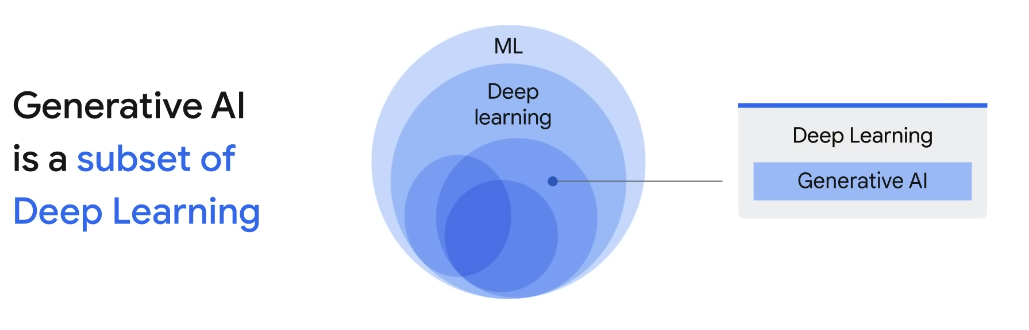 Generative AI
is a subset of
Deep Learning
ML
Deep
learning
Deep Learning
Generative AI